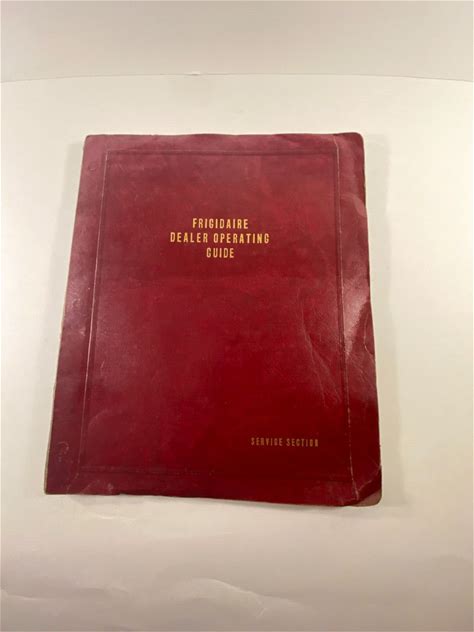 FRIGIDAIRE
DEALER OPERATING
GUIDE
SERVICE SECTION